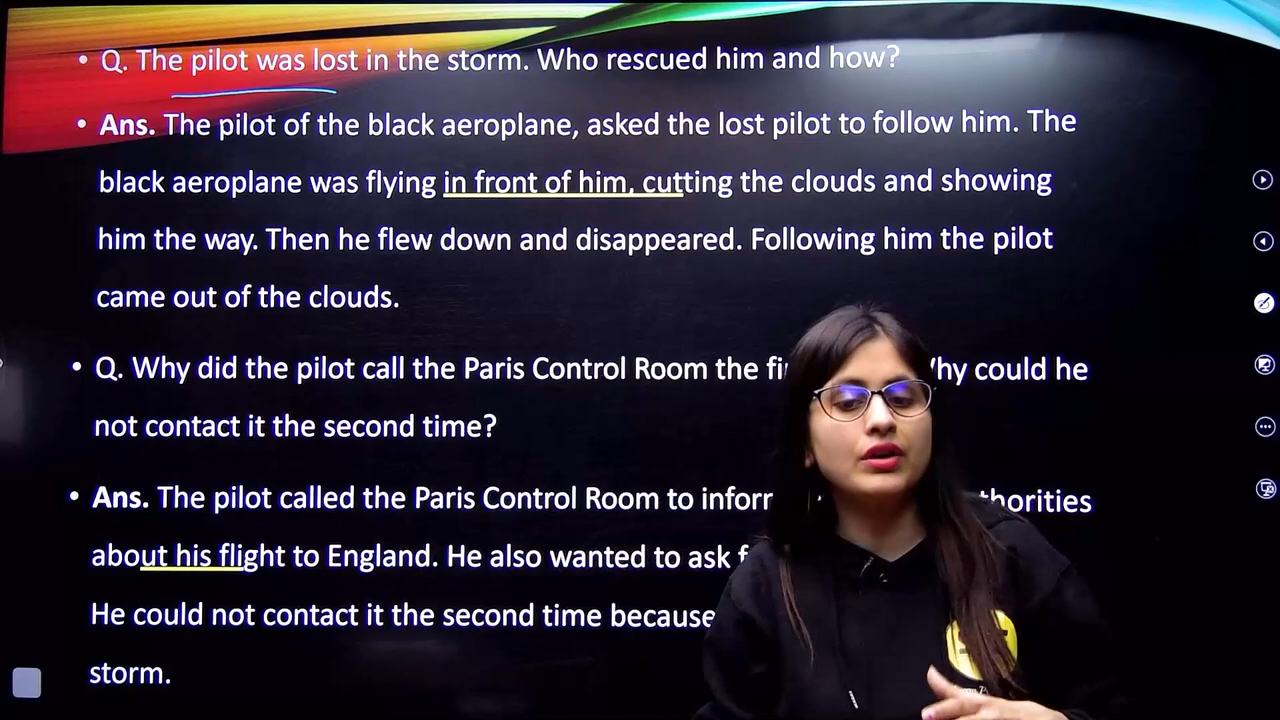 • Q. The pilot was lost in the storm. Who rescued him and how?
• Ans. The pilot of the black aeroplane, asked the lost pilot to follow him. The
black aeroplane was flying in front of him, cutting the clouds and showing
him the way. Then he flew down and disappeared. Following him the pilot
came out of the clouds.
• Q. Why did the pilot call the Paris Control Room the could he
not contact it the second time?
• Ans. The pilot called the Paris Control Room to
about his flight to England. He also wanted to ask
He could not contact it the second time because
storm.